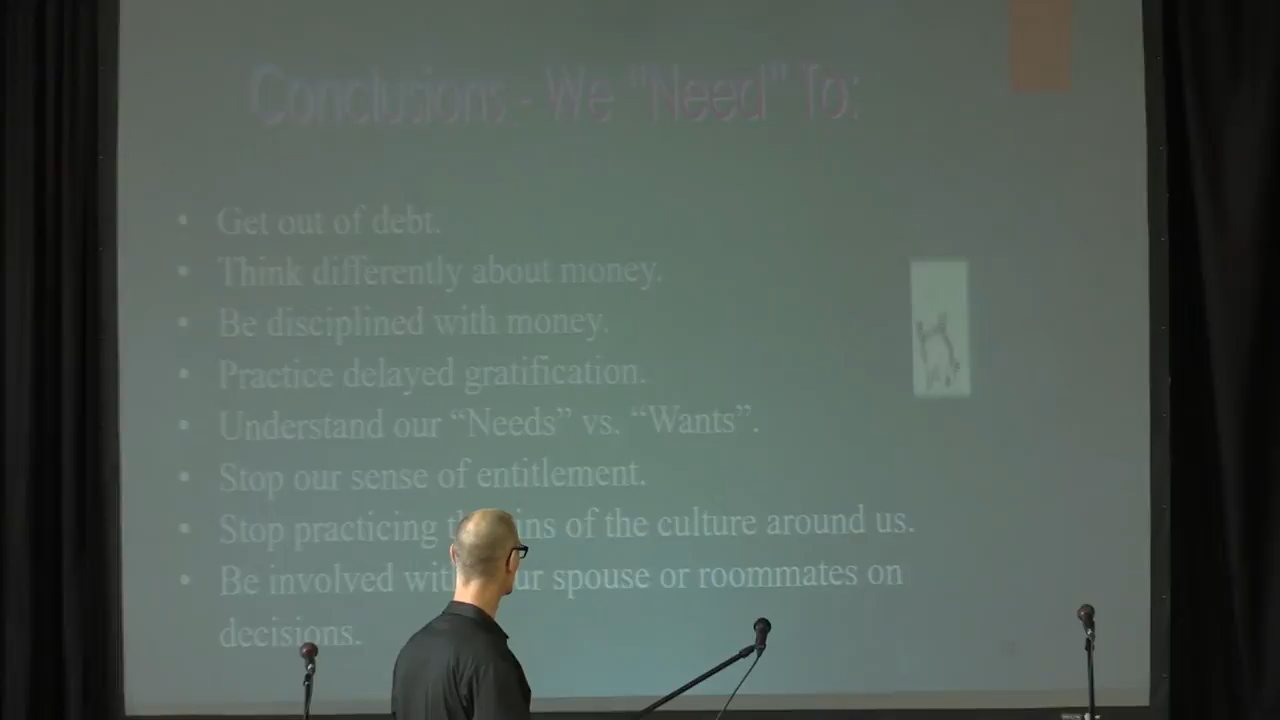 Conclusions - We "Need" To:
• Get out of debt.
• Think differently about money.
• Be disciplined with money.
• Practice delayed gratification.
• Understand our “Needs” vs. “Wants”.
• Stop our sense of entitlement.
• Stop practicing of the culture around us.
• Be involved spouse or roommates on
decisions.